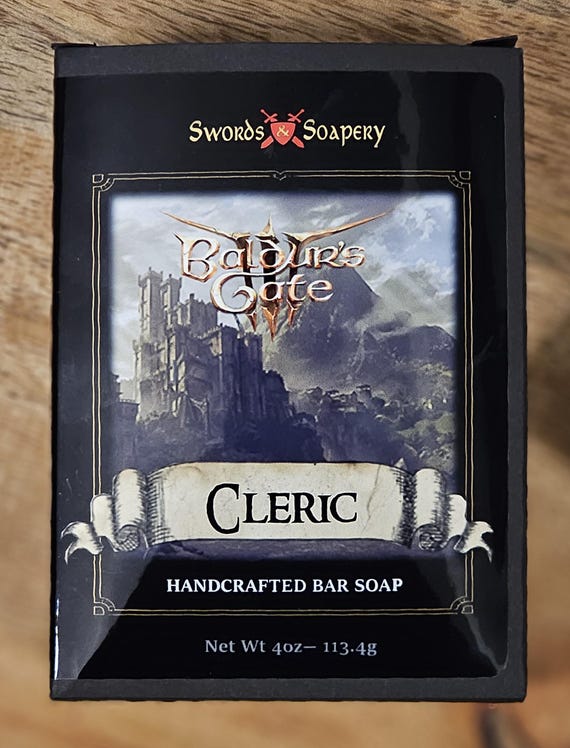 Swords & Soapery
Baldur's
Gate
III
Cleric
HANDCRAFTED BAR SOAP
Net Wt 4oz— 113.4g